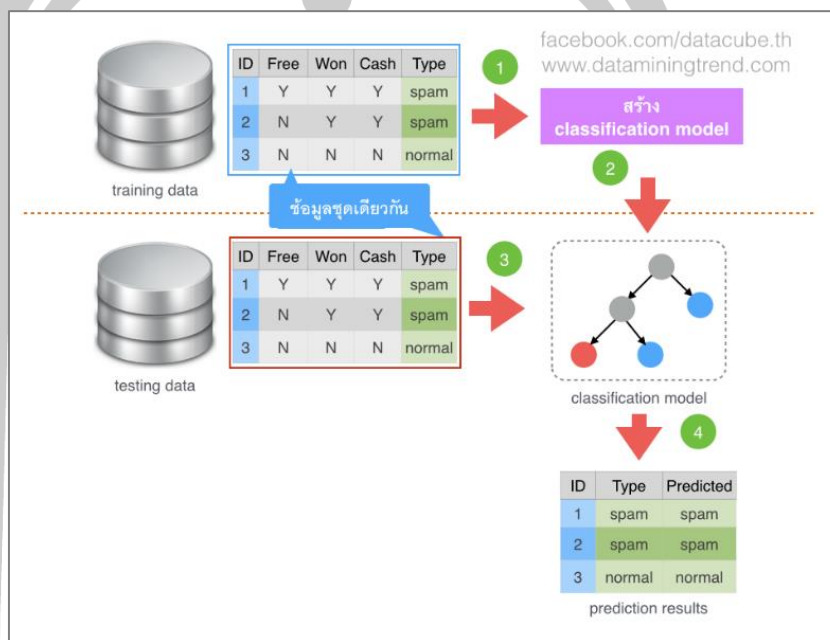 facebook.com/datacube.th
www.dataminingtrend.com
ID Free Won Cash Type
1 Y Y Y spam
2 N Y Y spam
3 N N N normal
training data
1
สร้าง
classification model
2
ข้อมูลชุดเดียวกัน
ID Free Won Cash Type
1 Y Y Y spam
2 N Y Y spam
3 N N N normal
testing data
3
classification model
4
ID Type Predicted
1 spam spam
2 spam spam
3 normal normal
prediction results